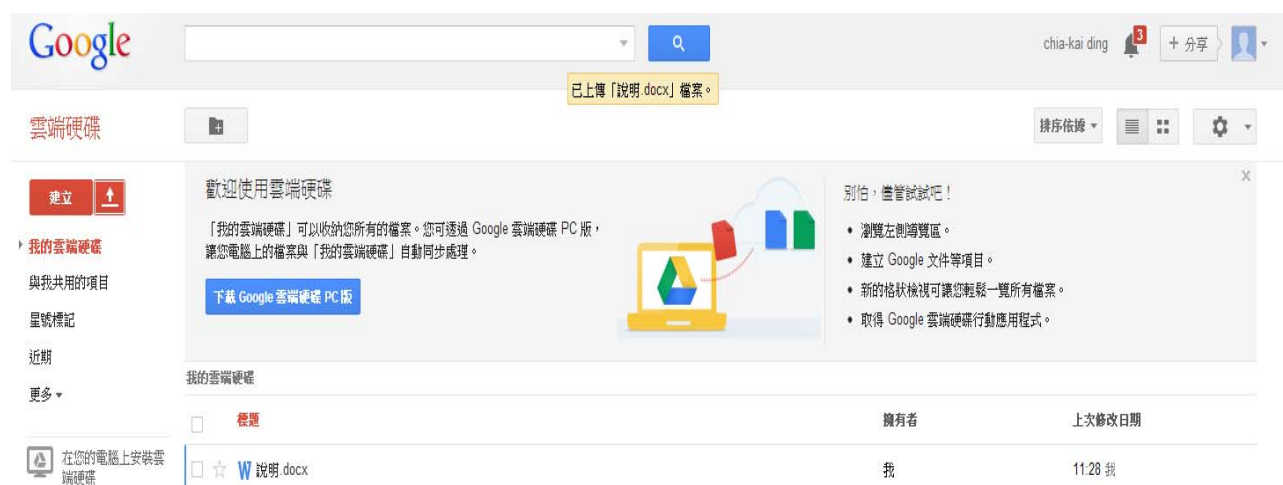 Google
chia-kai ding
3
+ 分享
已上傳「說明.docx」檔案。
雲端硬碟
排序依據
建立
我的雲端硬碟
與我共用的項目
星號標記
近期
更多
在您的電腦上安裝雲
端硬碟
歡迎使用雲端硬碟
「我的雲端硬碟」可以收納您所有的檔案。您可透過 Google 雲端硬碟 PC 版，
讓您電腦上的檔案與「我的雲端硬碟」自動同步處理。
下載 Google 雲端硬碟 PC 版
別怕，儘管試試吧！
X
• 瀏覽左側導覽區。
• 建立 Google 文件等項目。
• 新的格狀檢視可讓您輕鬆一覽所有檔案。
• 取得 Google 雲端硬碟行動應用程式。
我的雲端硬碟
標題
擁有者
上次修改日期
W 說明.docx
我
11:28 我